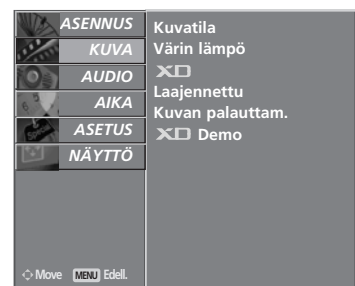 ASENNUS
KUVA
AUDIO
AIKA
ASETUS
NÄYTTÖ
Kuvatila
Värin lämpö
XD
Laajennettu
Kuvan palauttam.
XD Demo
Move MENU Edell.